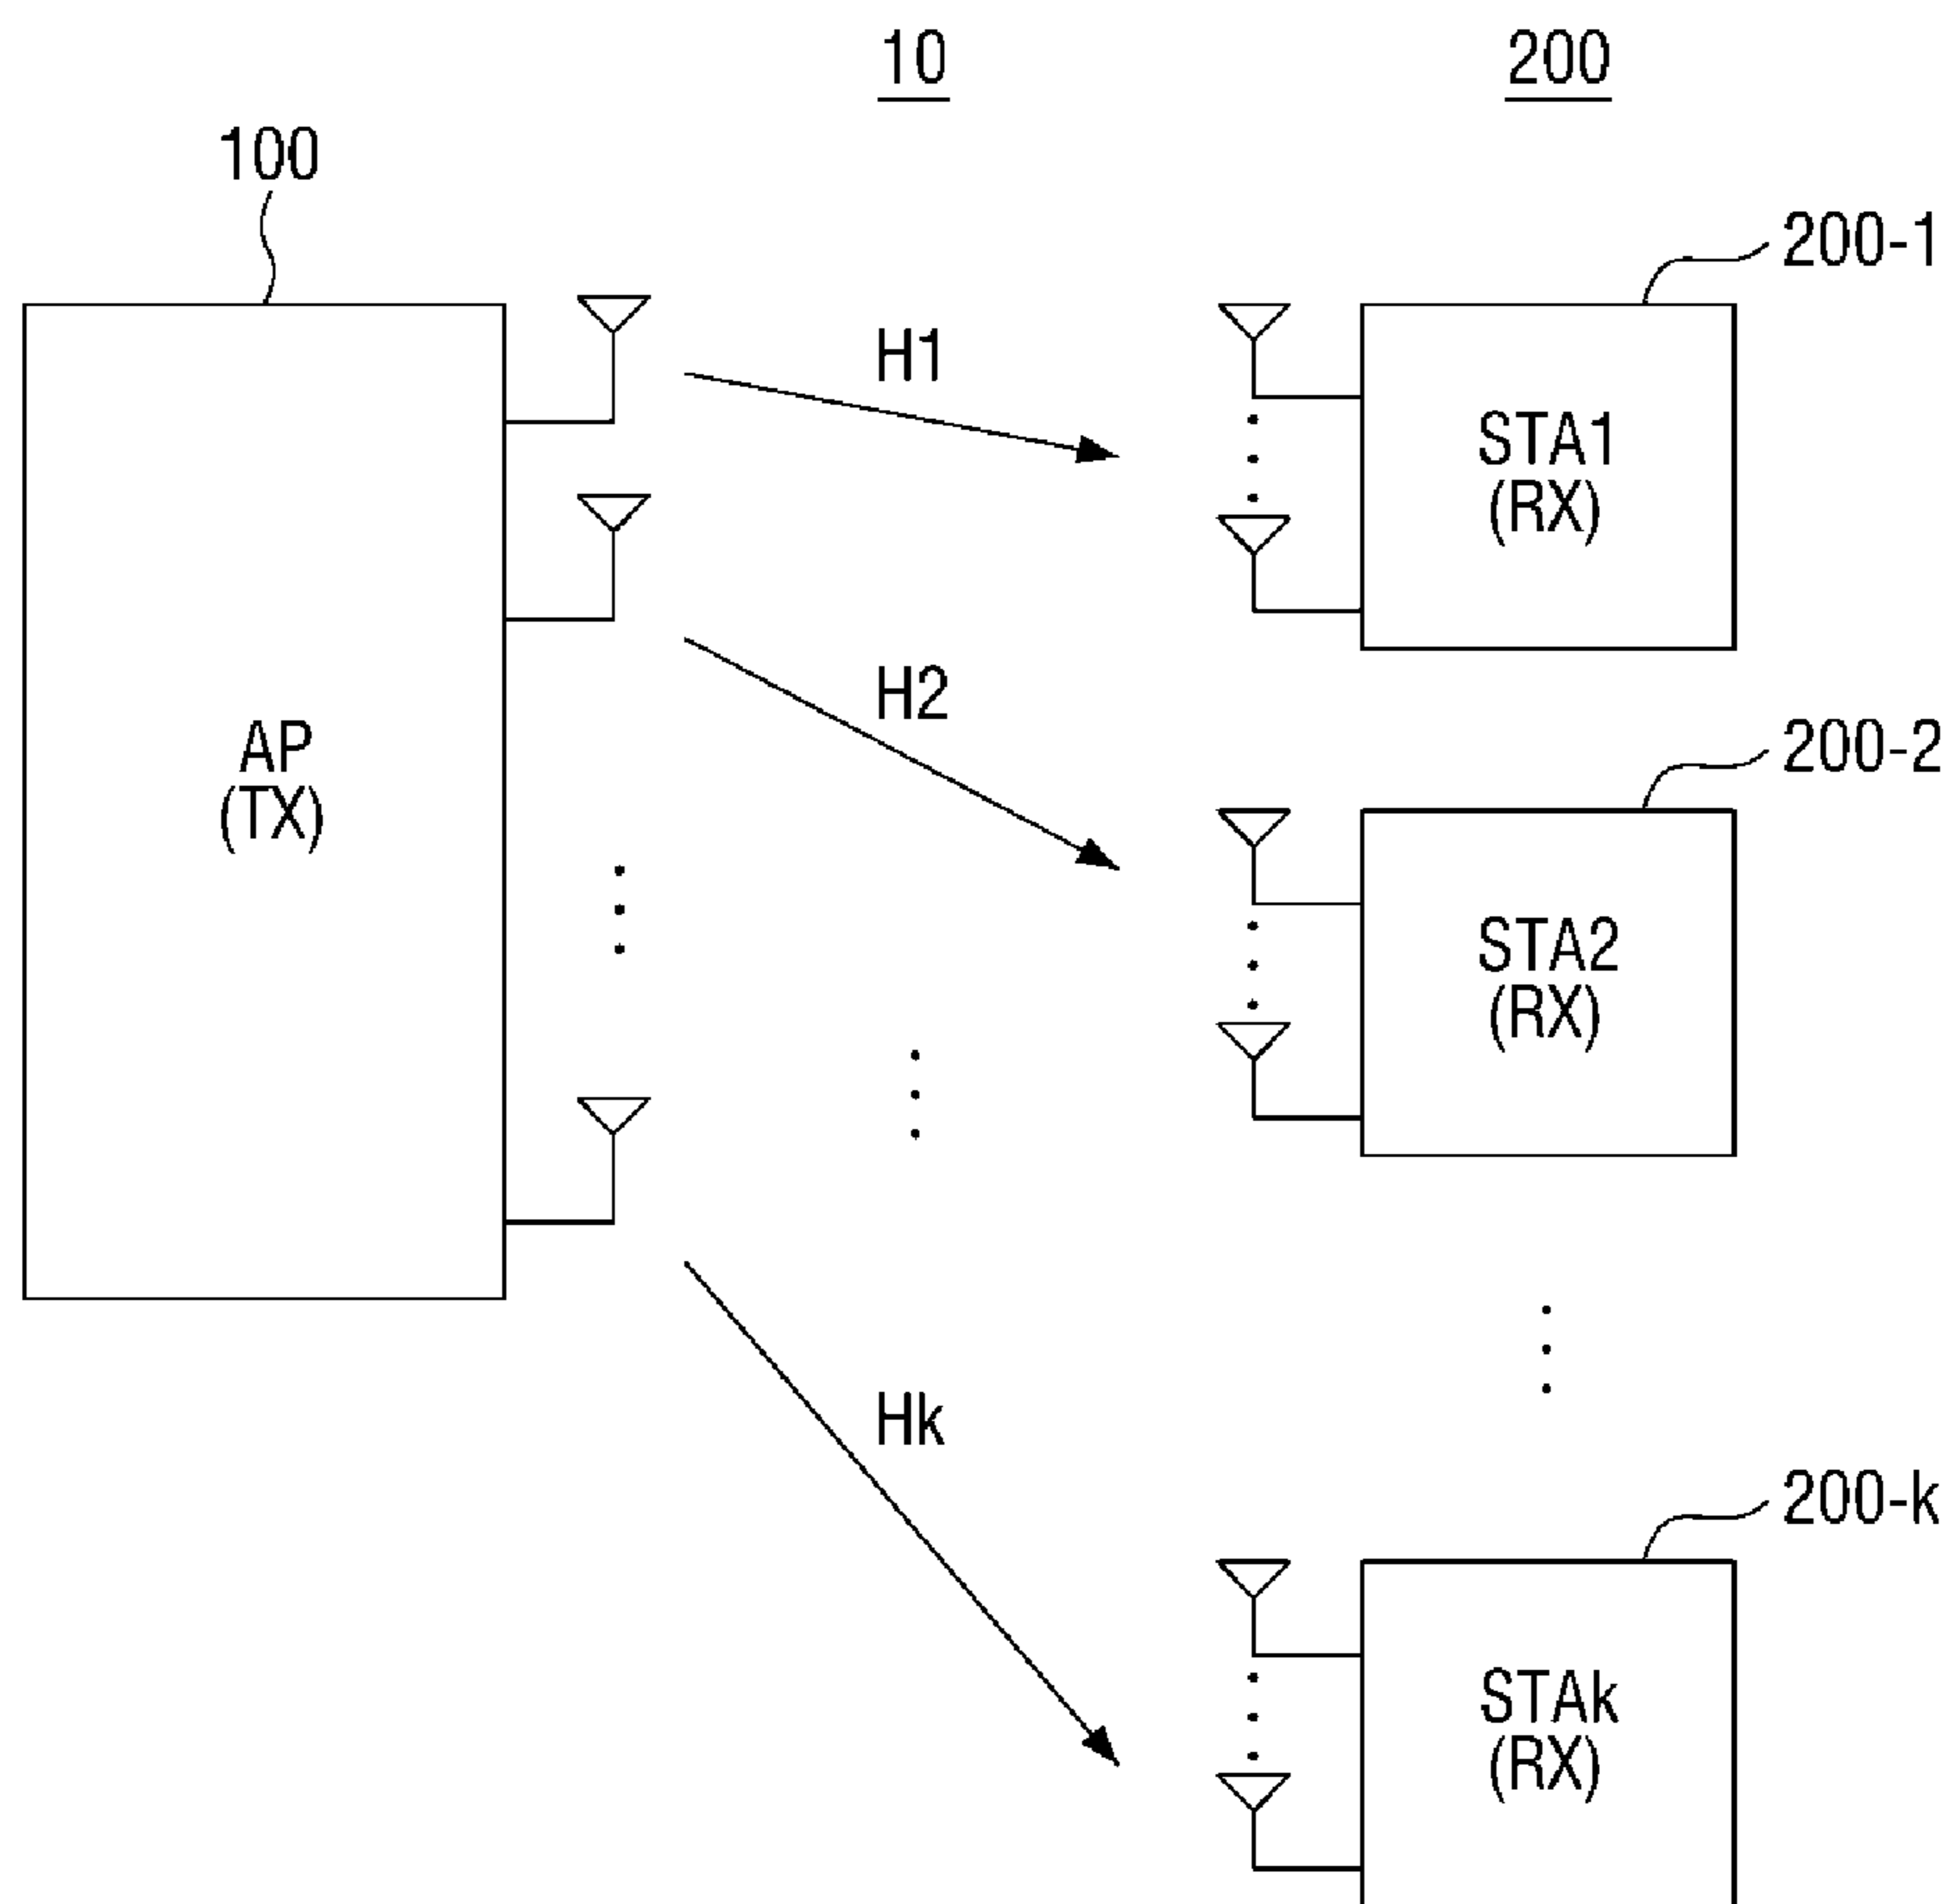 10
200
100
200-1
H1
STA1
(RX)
H2
200-2
AP
(TX)
STA2
(RX)
Hk
200-k
STAk
(RX)